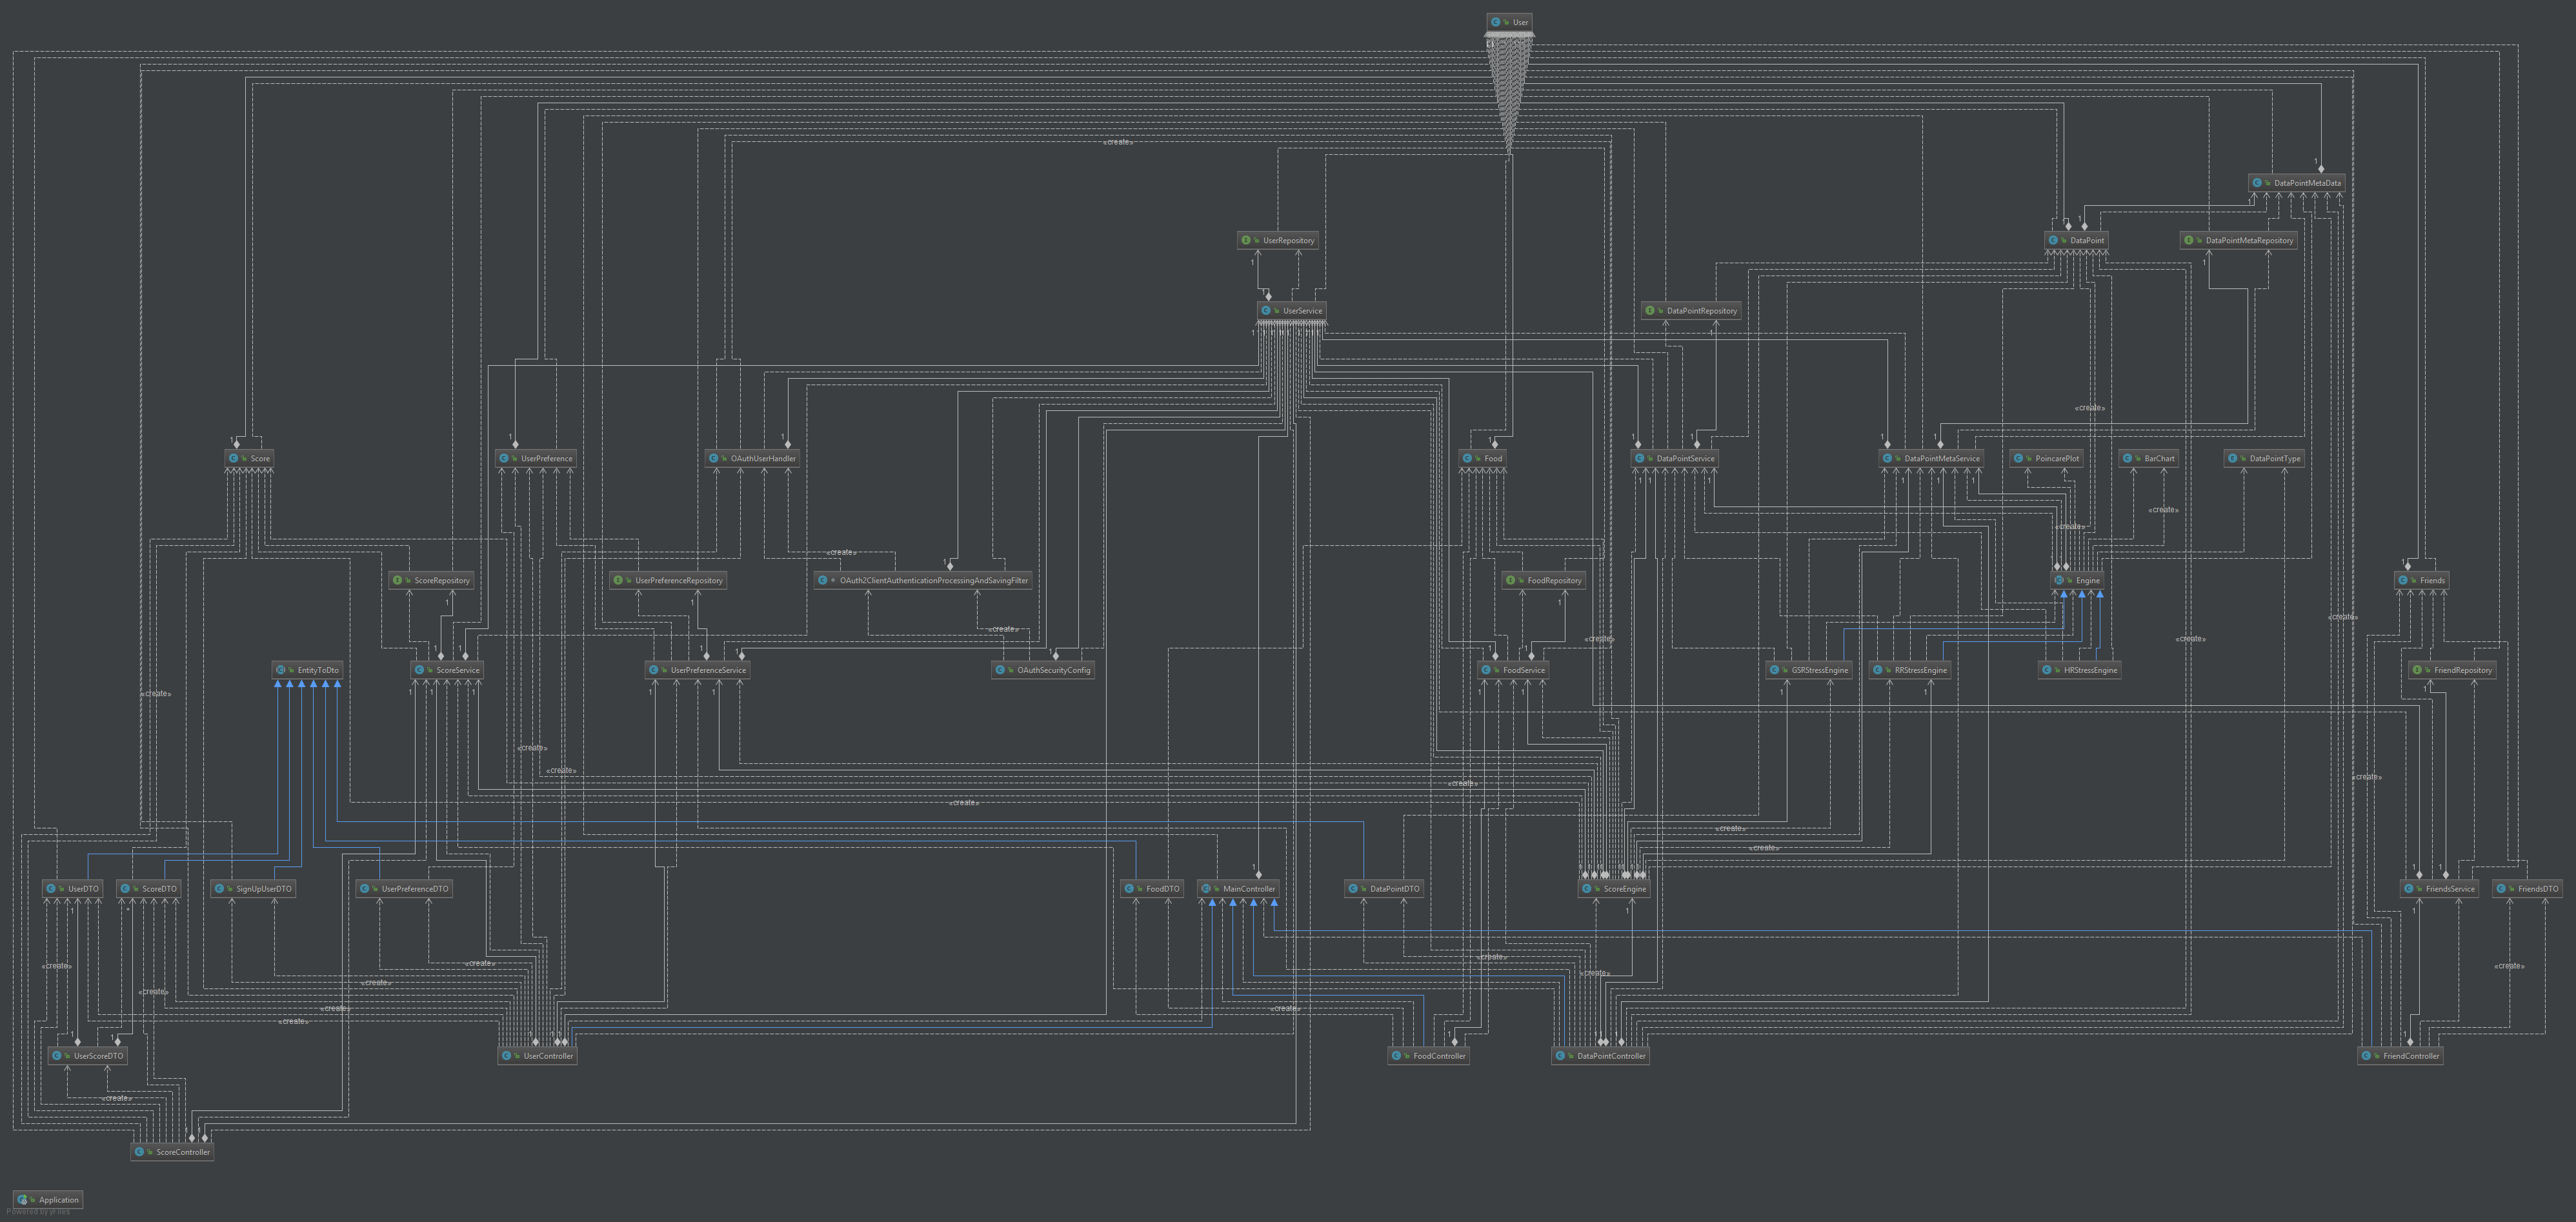 User
«create»
DataPointMetaData
UserRepository
DataPoint
DataPointMetaRepository
UserService
DataPointRepository
«create»
Score
UserPreference
OAuthUserHandler
Food
DataPointService
DataPointMetaService
PoincarePlot
BarChart
DataPointType
«create»
«create»
«create»
ScoreRepository
UserPreferenceRepository
OAuth2ClientAuthenticationProcessingAndSavingFilter
FoodRepository
Engine
Friends
«create»
«create»
«create»
«create»
EntityToDto
ScoreService
UserPreferenceService
OAuthSecurityConfig
FoodService
GSRStressEngine
RRStressEngine
HRStressEngine
FriendRepository
«create»
«create»
«create»
«create»
«create»
«create»
«create»
«create»
UserDTO
ScoreDTO
SignUpUserDTO
UserPreferenceDTO
FoodDTO
MainController
DataPointDTO
ScoreEngine
FriendsService
FriendsDTO
«create»
«create»
«create»
«create»
«create»
«create»
«create»
«create»
«create»
«create»
«create»
UserScoreDTO
UserController
FoodController
DataPointController
FriendController
«create»
ScoreController
Application
Powered by yFiles